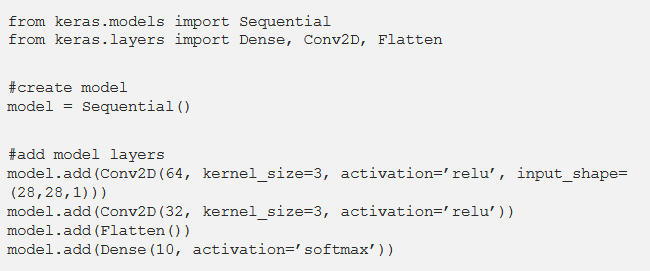 from keras.models import Sequential
from keras.layers import Dense, Conv2D, Flatten
#create model
model = Sequential()
#add model layers
model.add(Conv2D(64, kernel_size=3, activation=’relu’, input_shape=
(28,28,1)))
model.add(Conv2D(32, kernel_size=3, activation=’relu’))
model.add(Flatten())
model.add(Dense(10, activation=’softmax’))